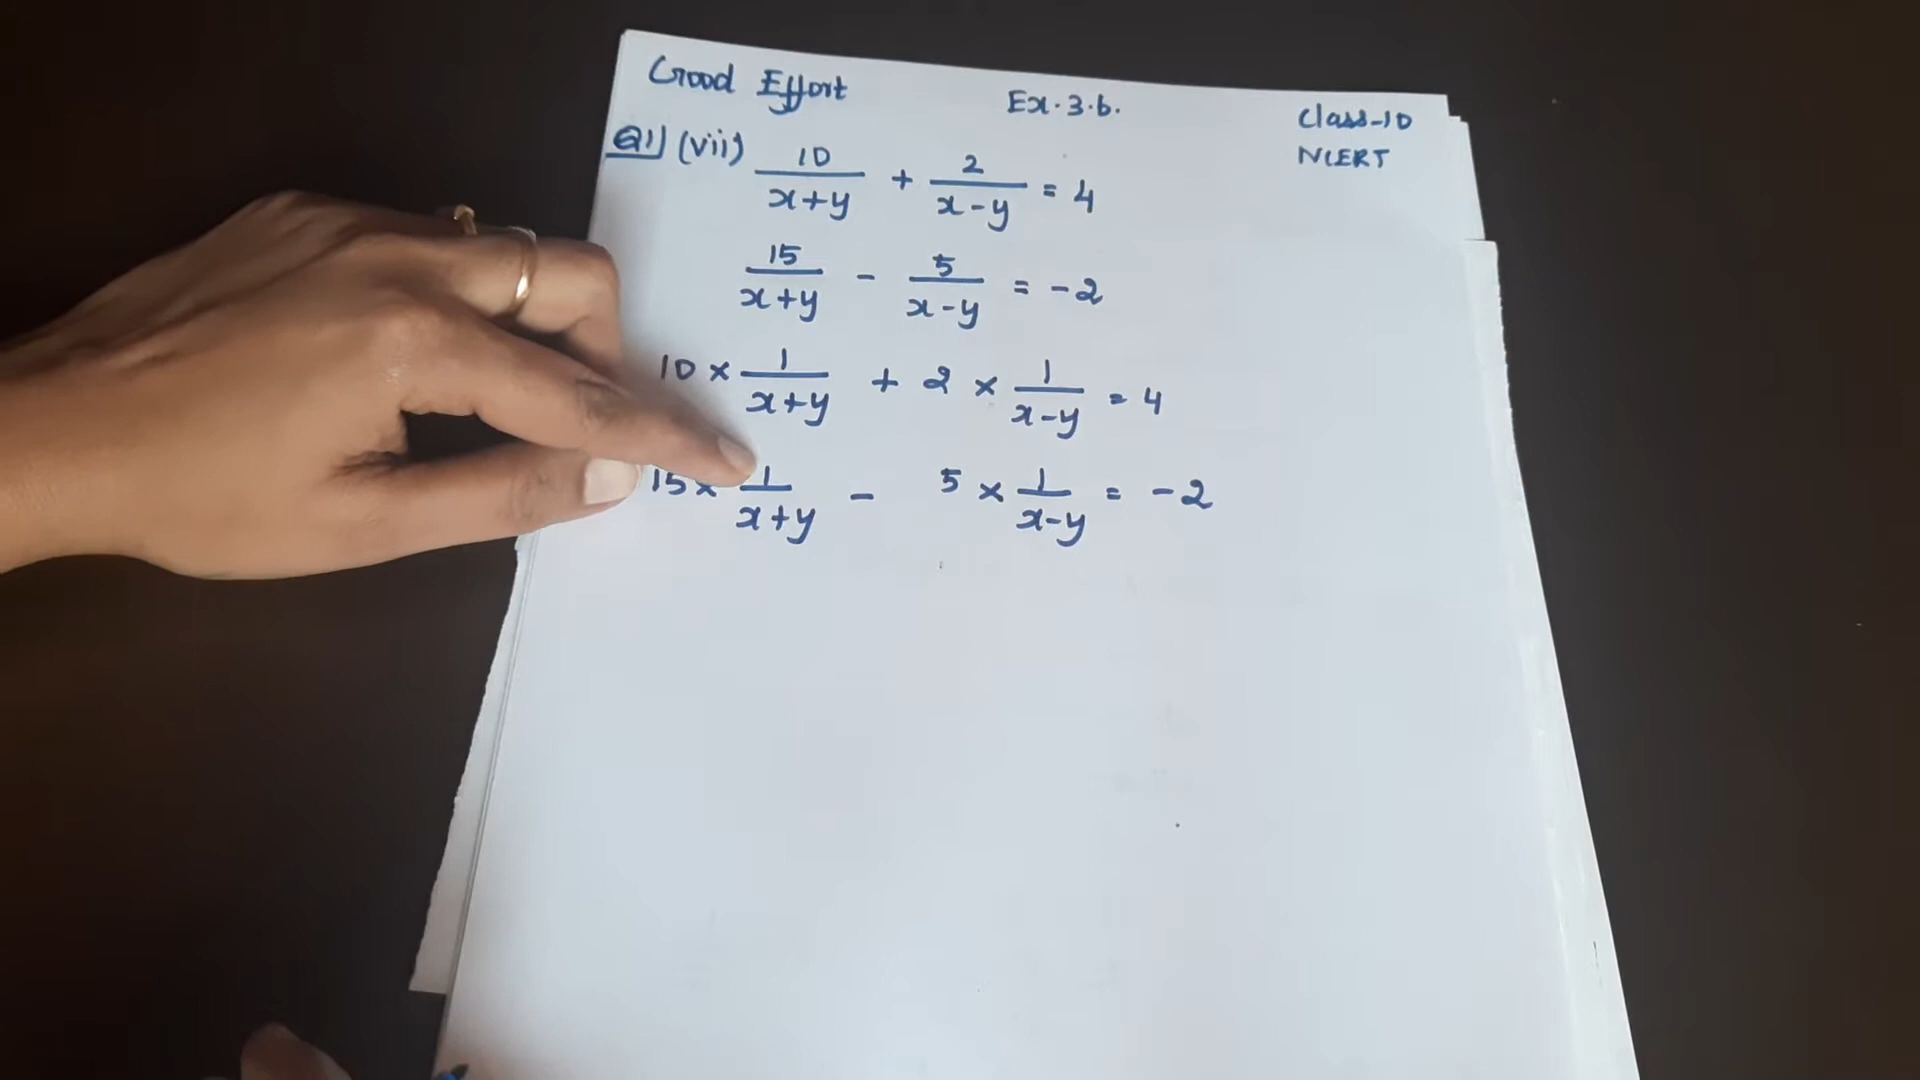 Good Effort Ex.3.6. Class-10
NCERT
Q1) (vii) 10/(x+y) + 2/(x-y) = 4
15/(x+y) - 5/(x-y) = -2
10 × 1/(x+y) + 2 × 1/(x-y) = 4
15 × 1/(x+y) - 5 × 1/(x-y) = -2